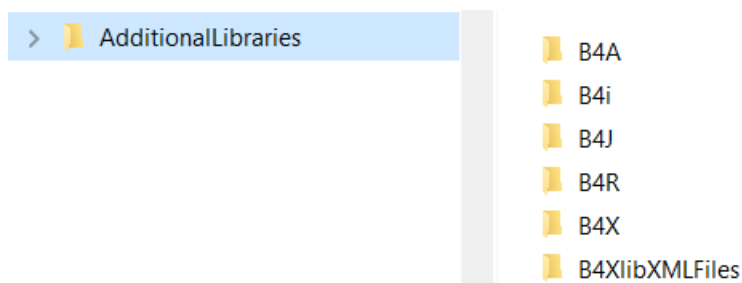 AdditionalLibraries
B4A
B4i
B4J
B4R
B4X
B4XlibXMLFiles